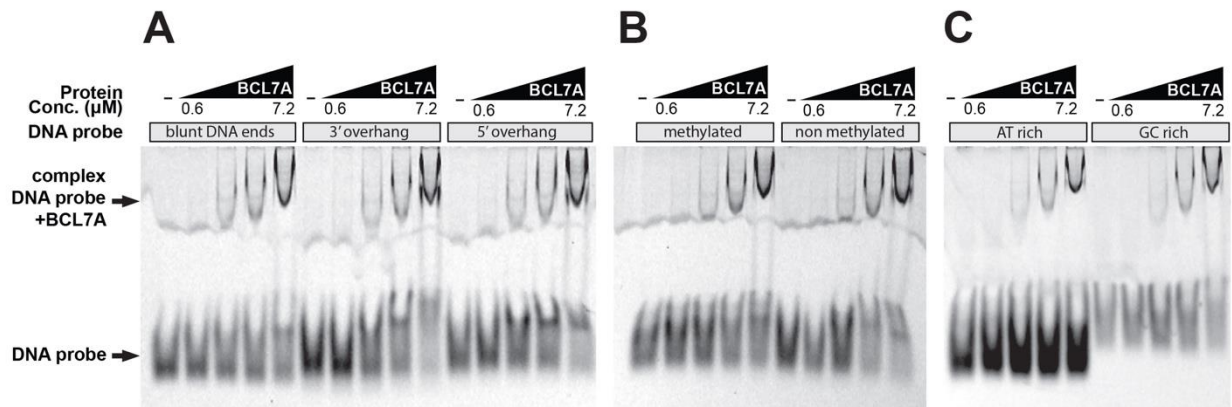 A B C
Protein
Conc. (µM)
– 0.6 BCL7A 7.2 – 0.6 BCL7A 7.2 – 0.6 BCL7A 7.2 – 0.6 BCL7A 7.2 – 0.6 BCL7A 7.2 – 0.6 BCL7A 7.2 – 0.6 BCL7A 7.2
DNA probe blunt DNA ends 3′ overhang 5′ overhang methylated non methylated AT rich GC rich
complex
DNA probe
+BCL7A
DNA probe